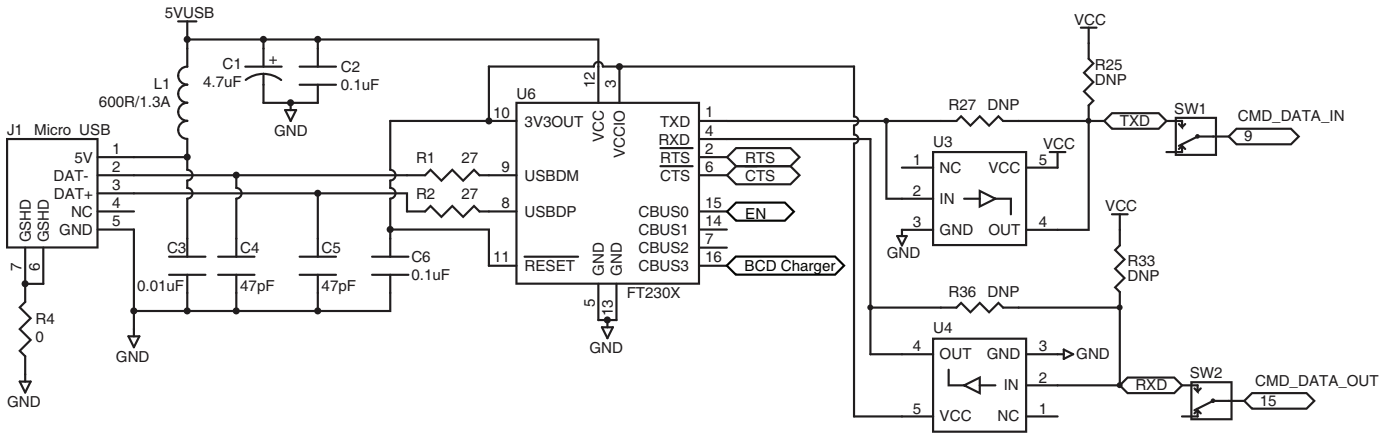 5VUSB
VCC
C1
+
4.7uF
C2
0.1uF
L1
600R/1.3A
GND
R25
DNP
12
3
U6
J1 Micro USB
10
3V3OUT
VCC
VCCIO
TXD
1
R27 DNP
TXD
SW1
CMD_DATA_IN
9
RXD
4
5V
1
DAT-
2
DAT+
3
NC
4
GND
5
GSHD
GSHD
7
6
R1 27
9
USBDM
R2 27
8
USBDP
RTS
2
RTS
CTS
6
CTS
CBUS0
15
EN
CBUS1
14
CBUS2
7
CBUS3
16
BCD Charger
U3
1
NC
VCC
5
VCC
2
IN
3
GND
OUT
4
GND
C3
0.01uF
C4
47pF
C5
47pF
C6
0.1uF
11
RESET
GND
GND
FT230X
5
13
GND
R4
0
GND
GND
VCC
R33
DNP
R36 DNP
U4
4
OUT
GND
3
GND
IN
2
RXD
SW2
CMD_DATA_OUT
15
5
VCC
NC
1